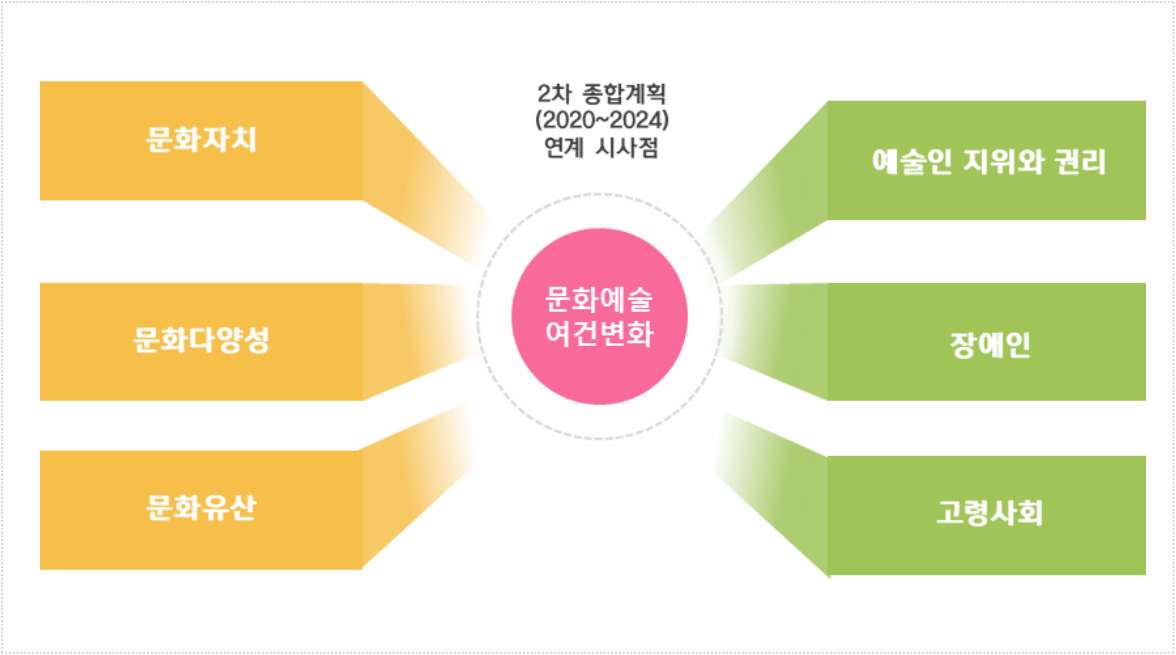 2차 종합계획
(2020~2024)
연계 시사점
문화예술
여건변화
문화자치
문화다양성
문화유산
예술인 지위와 권리
장애인
고령사회